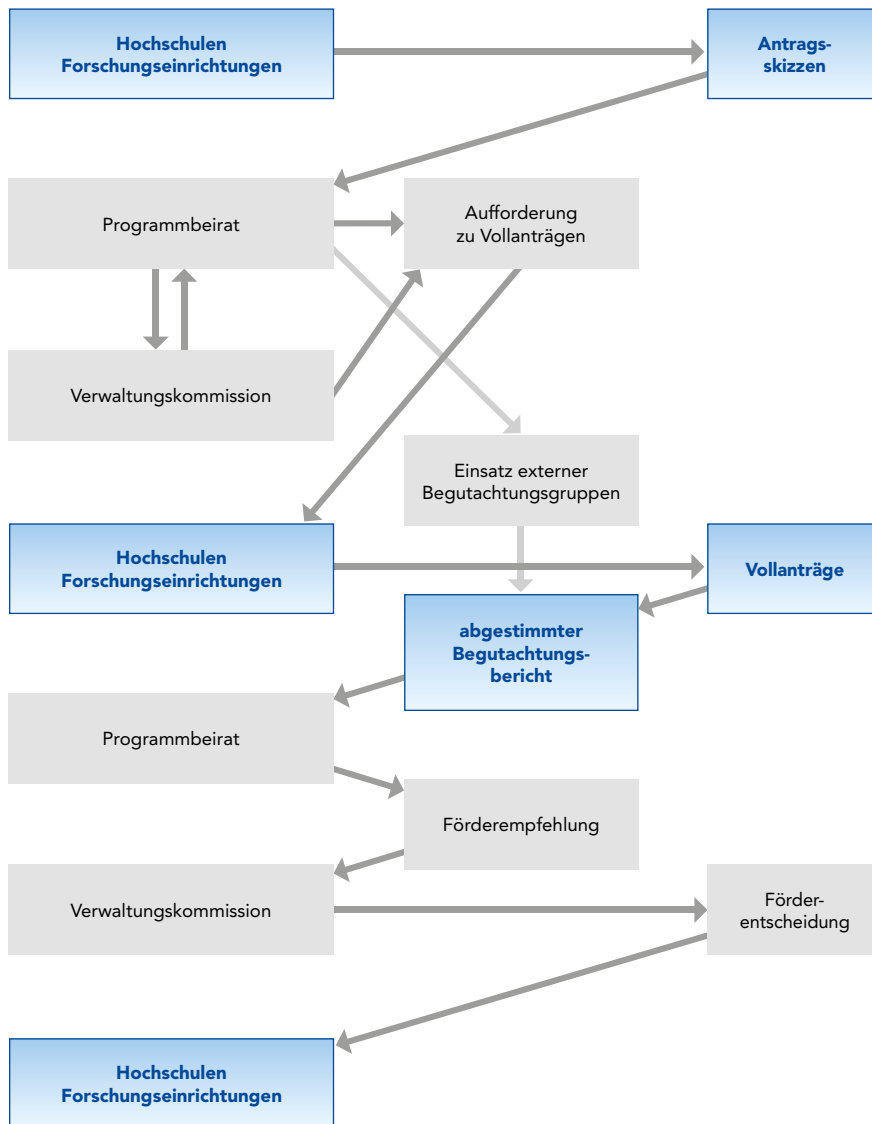 Hochschulen
Forschungseinrichtungen
Antrags-
skizzen
Programmbeirat
Aufforderung
zu Vollanträgen
Verwaltungskommission
Einsatz externer
Begutachtungsgruppen
Hochschulen
Forschungseinrichtungen
Vollanträge
abgestimmter
Begutachtungs-
bericht
Programmbeirat
Förderempfehlung
Verwaltungskommission
Förder-
entscheidung
Hochschulen
Forschungseinrichtungen